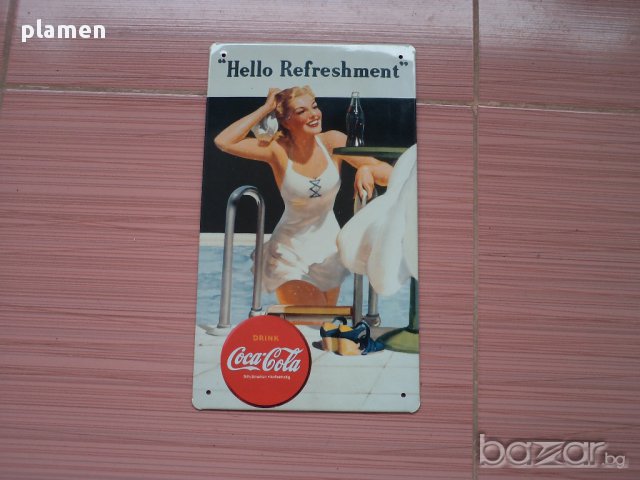 plamen
"Hello Refreshment"
DRINK
Coca-Cola
bazar.bg